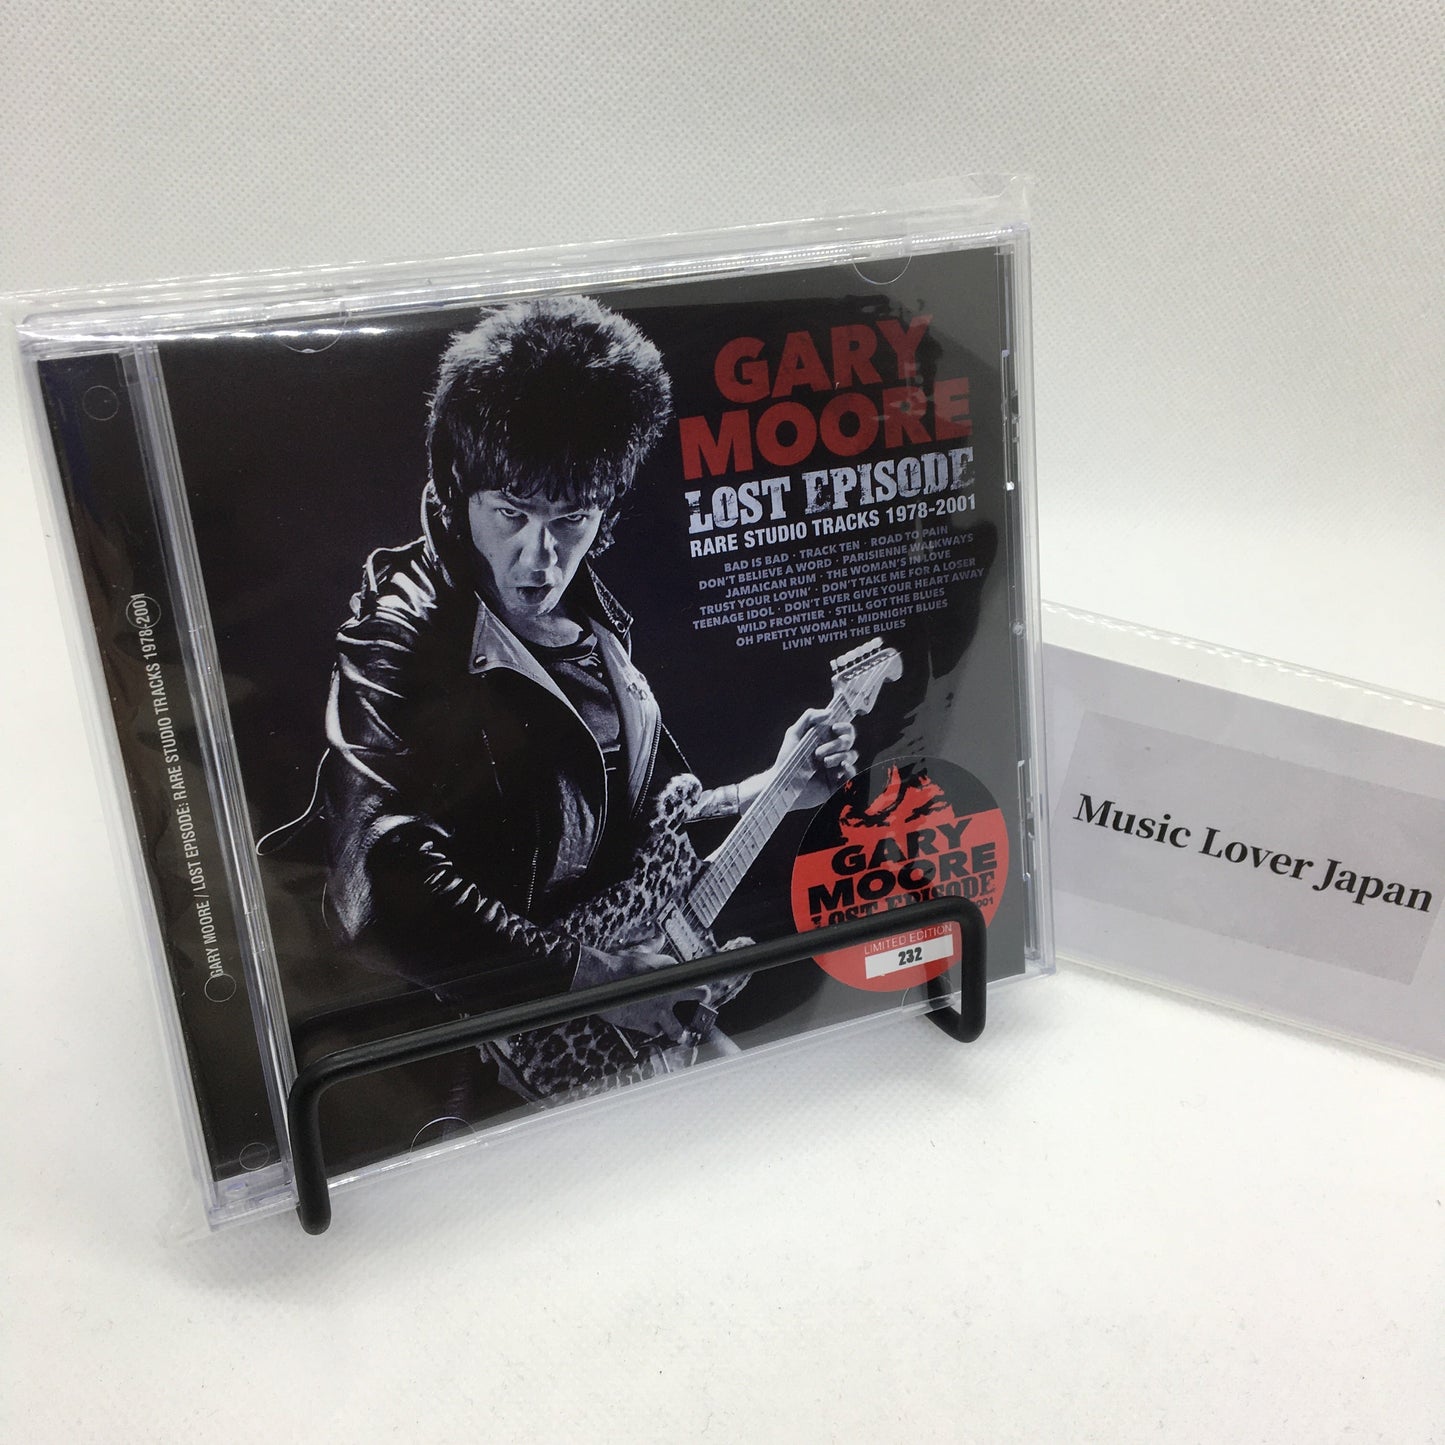 GARY
MOORE
LOST EPISODE
RARE STUDIO TRACKS 1978-2001
BAD IS BAD · TRACK TEN · ROAD TO PAIN
DON'T BELIEVE A WORD · PARISIENNE WALKWAYS
JAMAICAN RUM · THE WOMAN'S IN LOVE
TRUST YOUR LOVIN' · DON'T TAKE ME FOR A LOSER
TEENAGE IDOL · DON'T EVER GIVE YOUR HEART AWAY
WILD FRONTIER · STILL GOT THE BLUES
OH PRETTY WOMAN · MIDNIGHT BLUES
LIVIN' WITH THE BLUES
GARY MOORE / LOST EPISODE: RARE STUDIO TRACKS 1978-2001
GARY
MOORE
LOST EPISODE
LIMITED EDITION
232
Music Lover Japan